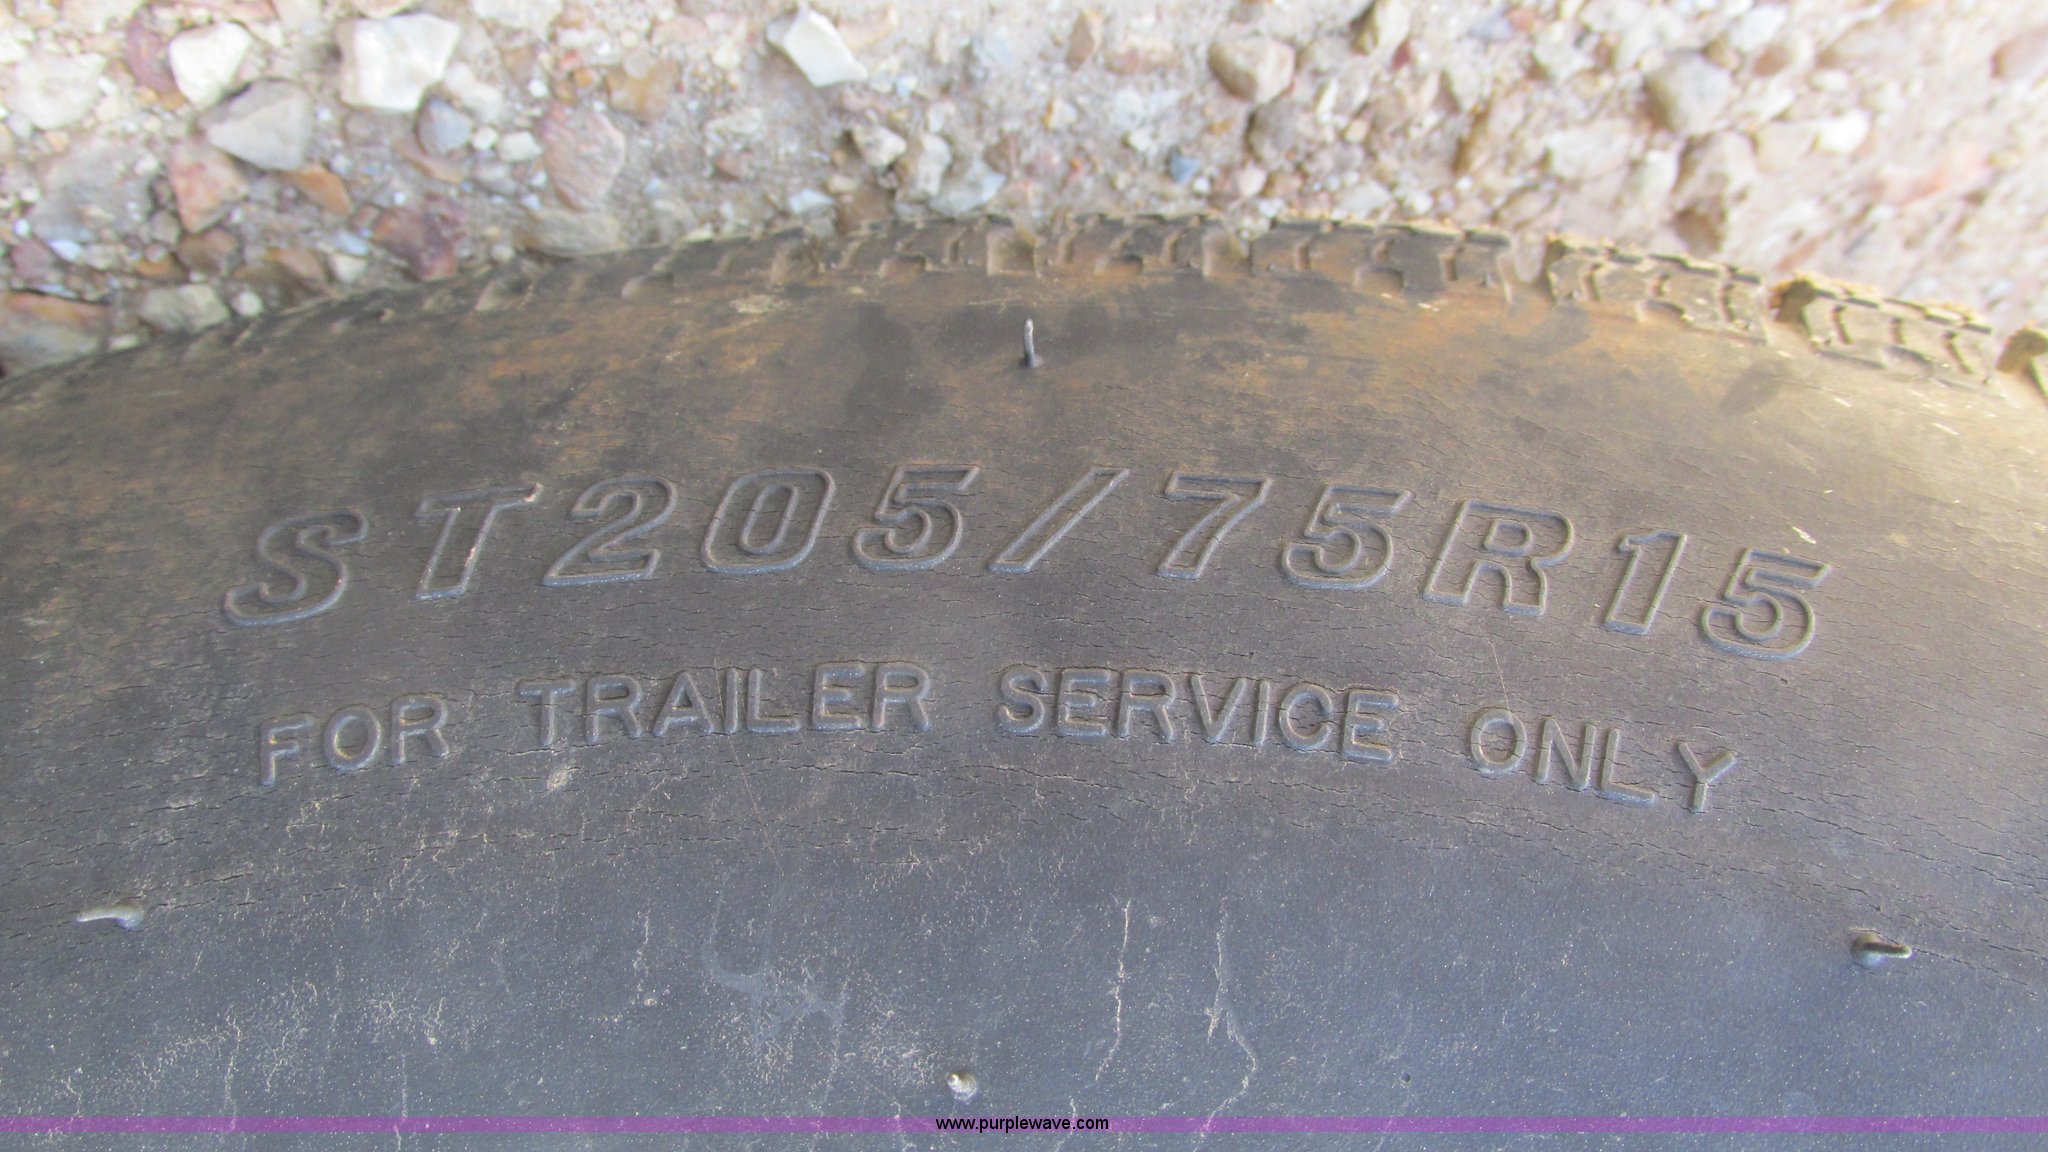 ST205/75R15
FOR TRAILER SERVICE ONLY
www.purplewave.com